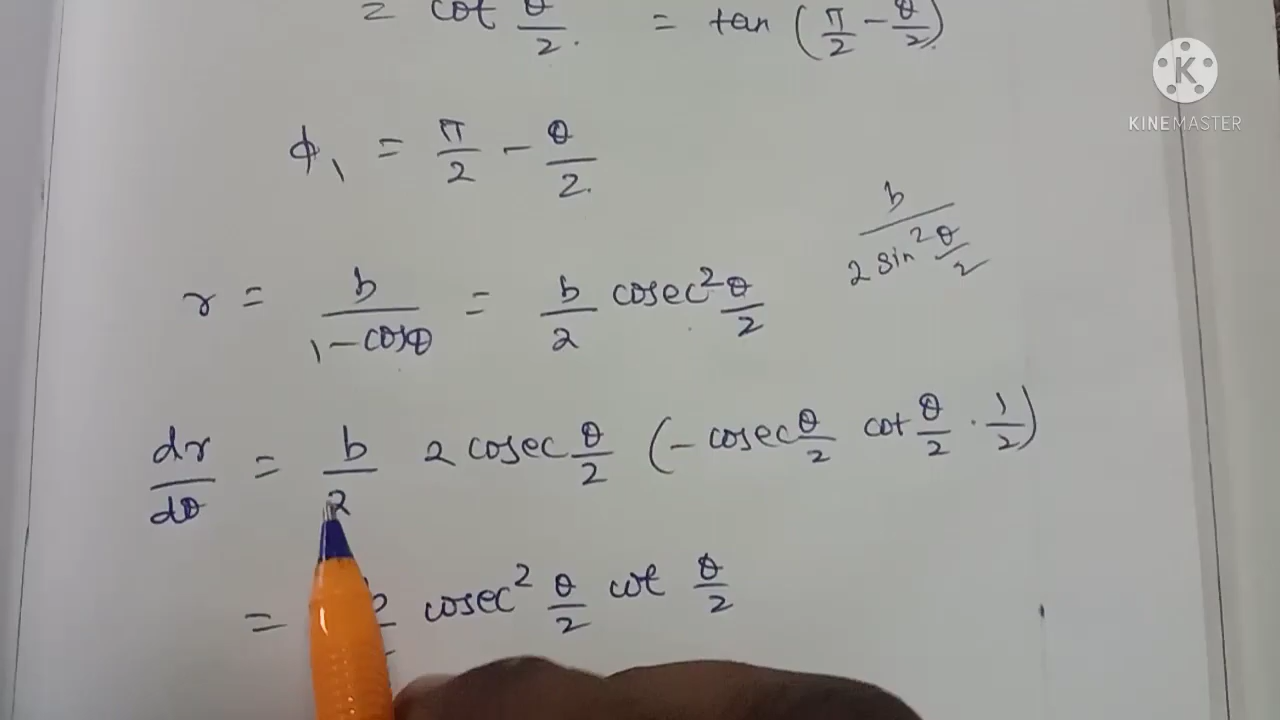 = cot θ/2. = tan (π/2 - θ/2).
KINEMASTER
φ₁ = π/2 - θ/2.
b / 2 sin² θ/2
r = b / 1 - cosθ = b/2 cosec² θ/2
dr/dθ = b/2 2 cosec θ/2 (- cosec θ/2 cot θ/2 · 1/2)
= cosec² θ/2 cot θ/2